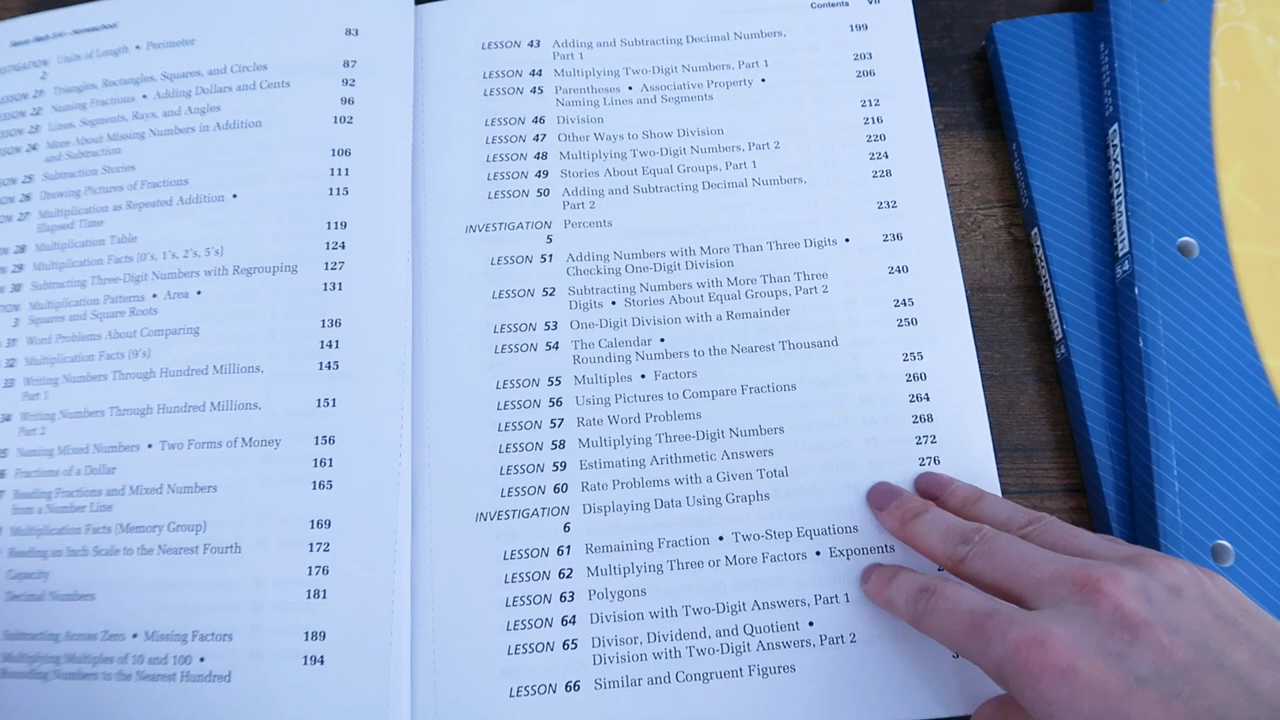 83
Units of Length • Perimeter
Triangles, Rectangles, Squares, and Circles 87
Naming Fractions • Adding Dollars and Cents 92
Lines, Segments, Rays, and Angles 96
More About Missing Numbers in Addition 102
and Subtraction
Subtraction Stories 106
Drawing Pictures of Fractions 111
Multiplication as Repeated Addition • 115
Elapsed Time
Multiplication Table 119
Multiplication Facts (0's, 1's, 2's, 5's) 124
Subtracting Three-Digit Numbers with Regrouping 127
Multiplication Patterns • Area • 131
Squares and Square Roots
Word Problems About Comparing 136
Multiplication Facts (9's) 141
Writing Numbers Through Hundred Millions, 145
Part 1
Writing Numbers Through Hundred Millions, 151
Part 2
Naming Mixed Numbers • Two Forms of Money 156
Fractions of a Dollar 161
Reading Fractions and Mixed Numbers 165
from a Number Line
Multiplication Facts (Memory Group) 169
Reading an Inch Scale to the Nearest Fourth 172
Capacity 176
Decimal Numbers 181
Subtracting Across Zero • Missing Factors 189
Multiplying Multiples of 10 and 100 • 194
Rounding Numbers to the Nearest Hundred
Contents vii
LESSON 43 Adding and Subtracting Decimal Numbers, 199
Part 1
LESSON 44 Multiplying Two-Digit Numbers, Part 1 203
LESSON 45 Parentheses • Associative Property • 206
Naming Lines and Segments
LESSON 46 Division 212
LESSON 47 Other Ways to Show Division 216
LESSON 48 Multiplying Two-Digit Numbers, Part 2 220
LESSON 49 Stories About Equal Groups, Part 1 224
LESSON 50 Adding and Subtracting Decimal Numbers, 228
Part 2
INVESTIGATION Percents 232
5
LESSON 51 Adding Numbers with More Than Three Digits • 236
Checking One-Digit Division
LESSON 52 Subtracting Numbers with More Than Three 240
Digits • Stories About Equal Groups, Part 2
LESSON 53 One-Digit Division with a Remainder 245
LESSON 54 The Calendar • 250
Rounding Numbers to the Nearest Thousand
LESSON 55 Multiples • Factors 255
LESSON 56 Using Pictures to Compare Fractions 260
LESSON 57 Rate Word Problems 264
LESSON 58 Multiplying Three-Digit Numbers 268
LESSON 59 Estimating Arithmetic Answers 272
LESSON 60 Rate Problems with a Given Total 276
INVESTIGATION Displaying Data Using Graphs
6
LESSON 61 Remaining Fraction • Two-Step Equations
LESSON 62 Multiplying Three or More Factors • Exponents
LESSON 63 Polygons
LESSON 64 Division with Two-Digit Answers, Part 1
LESSON 65 Divisor, Dividend, and Quotient •
Division with Two-Digit Answers, Part 2
LESSON 66 Similar and Congruent Figures
SAXON MATH
SAXON MATH 54